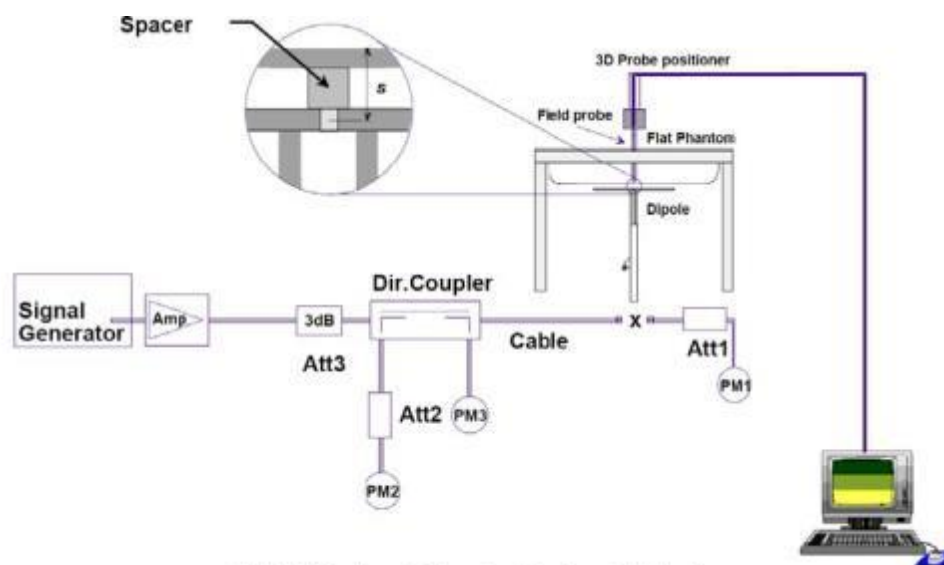 Spacer
s
3D Probe positioner
Field probe
Flat Phantom
Dipole
Signal
Generator
Amp
3dB
Att3
Dir.Coupler
Cable
x
Att1
PM1
Att2
PM3
PM2